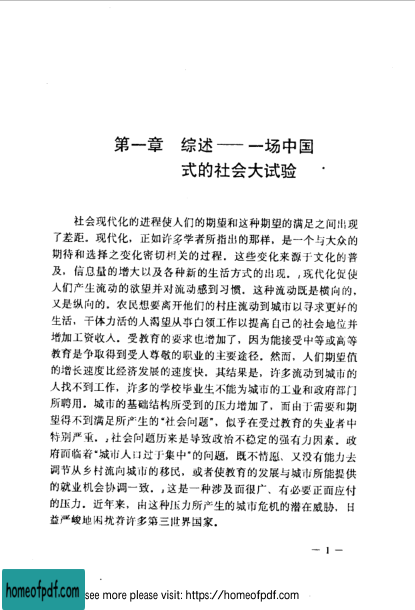 第一章 综述——一场中国
式的社会大试验
社会现代化的进程使人们的期望和这种期望的满足之间出现
了差距。现代化，正如许多学者所指出的那样，是一个与大众的
期待和选择之变化密切相关的过程。这些变化来源于文化的普
及，信息量的增大以及各种新的生活方式的出现。现代化促使
人们产生流动的欲望并对流动感到习惯。这种流动既是横向的，
又是纵向的。农民想要离开他们的村庄流动到城市以寻求更好的
生活，干体力活的人渴望从事白领工作以提高自己的社会地位并
增加工资收入。受教育的要求也增加了，因为能接受中等或高等
教育是争取得到受人尊敬的职业的主要途径。然而，人们期望值
的增长速度比经济发展的速度快。其结果是，许多流动到城市的
人找不到工作，许多的学校毕业生不能为城市的工业和政府部门
所聘用。城市的基础结构所受到的压力增加了，而由于需要和期
望得不到满足所产生的“社会问题”，似乎在受过教育的失业者中
特别严重。社会问题历来是导致政治不稳定的强有力因素。政
府面临着“城市人口过于集中”的问题，既不情愿、又没有能力去
调节从乡村流向城市的移民，或者使教育的发展与城市所能提供
的就业机会协调一致。这是一种涉及面很广、有必要正面应付
的压力。近年来，由这种压力所产生的城市危机的潜在威胁，日
益严峻地困扰着许多第三世界国家。
— 1 —
homeofpdf.com
see more please visit: https://homeofpdf.com